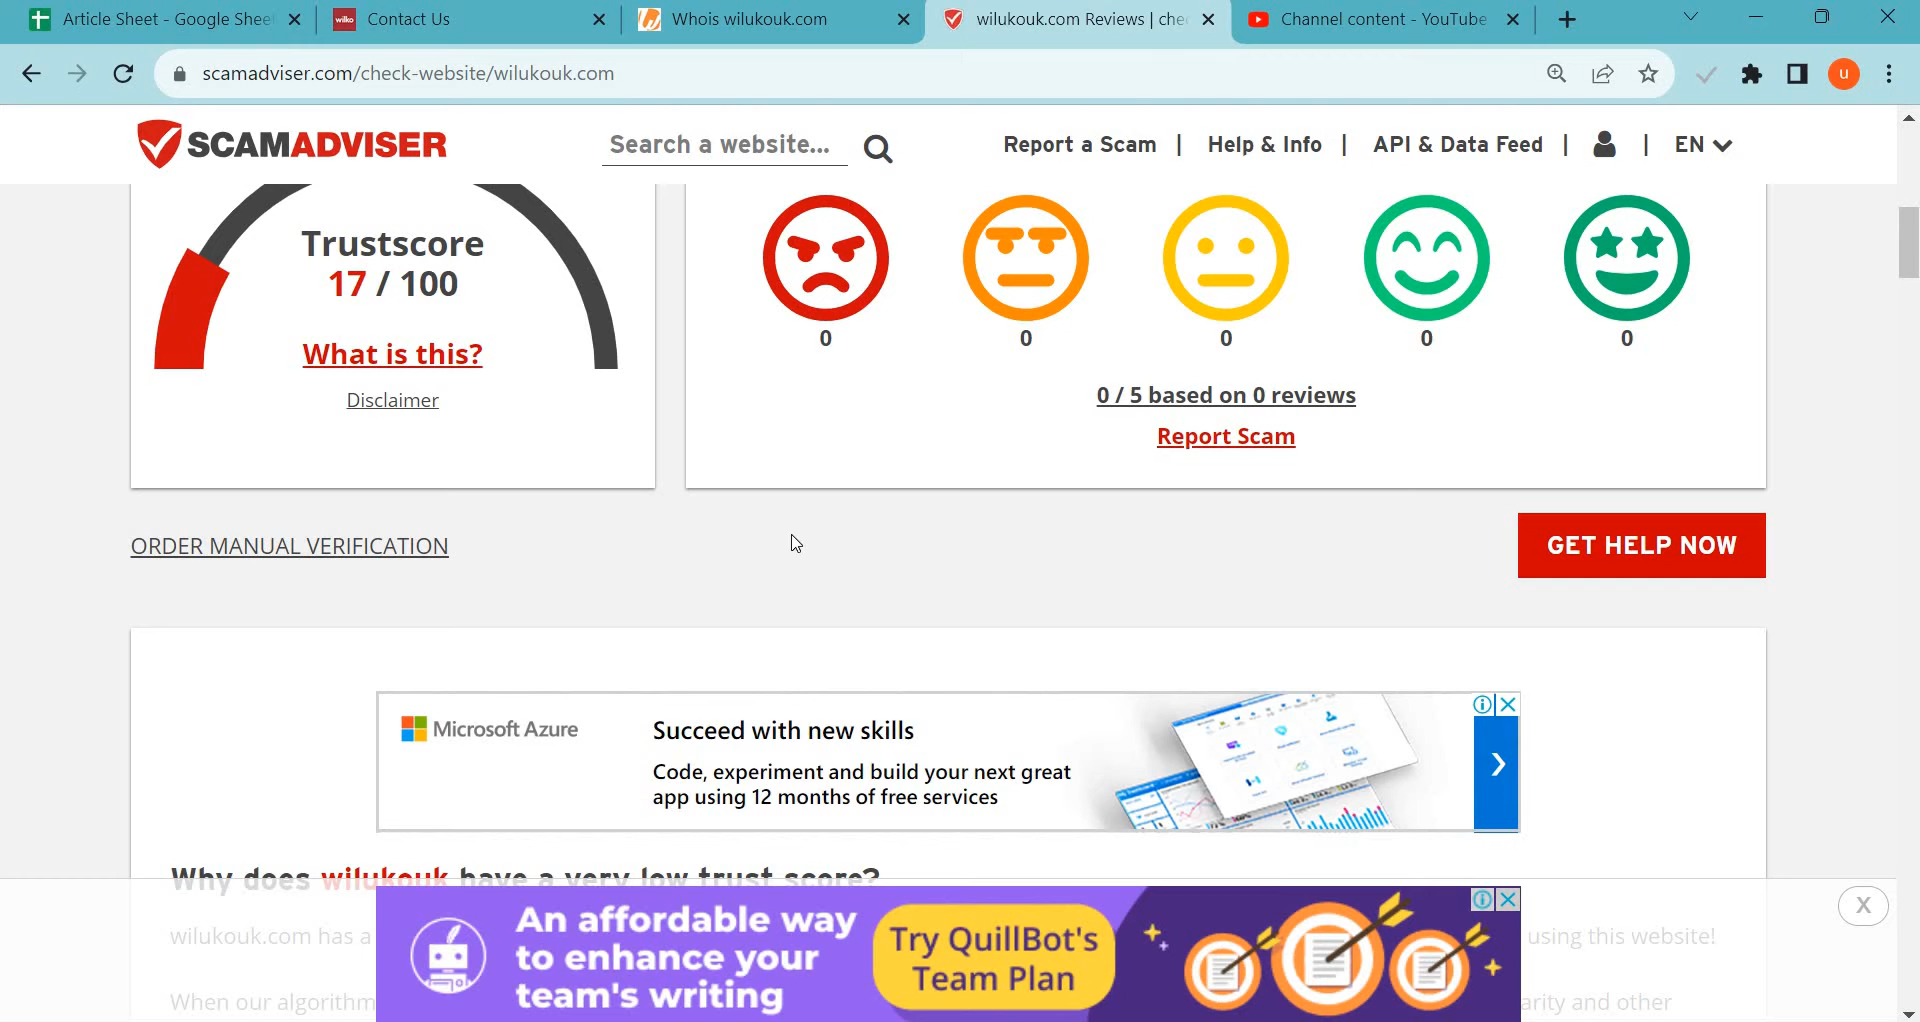 Article Sheet - Google Shee
wilko Contact Us
Whois wilukouk.com
wilukouk.com Reviews | che
Channel content - YouTube
scamadviser.com/check-website/wilukouk.com
u
SCAMADVISER
Search a website...
Report a Scam | Help & Info | API & Data Feed | | EN
Trustscore
17 / 100
What is this?
Disclaimer
0 0 0 0 0
0 / 5 based on 0 reviews
Report Scam
ORDER MANUAL VERIFICATION
GET HELP NOW
Microsoft Azure
Succeed with new skills
Code, experiment and build your next great
app using 12 months of free services
Why does wilukouk have a very low trust score?
X
wilukouk.com has a
using this website!
When our algorithm
arity and other
An affordable way
to enhance your
team's writing
Try QuillBot's
Team Plan